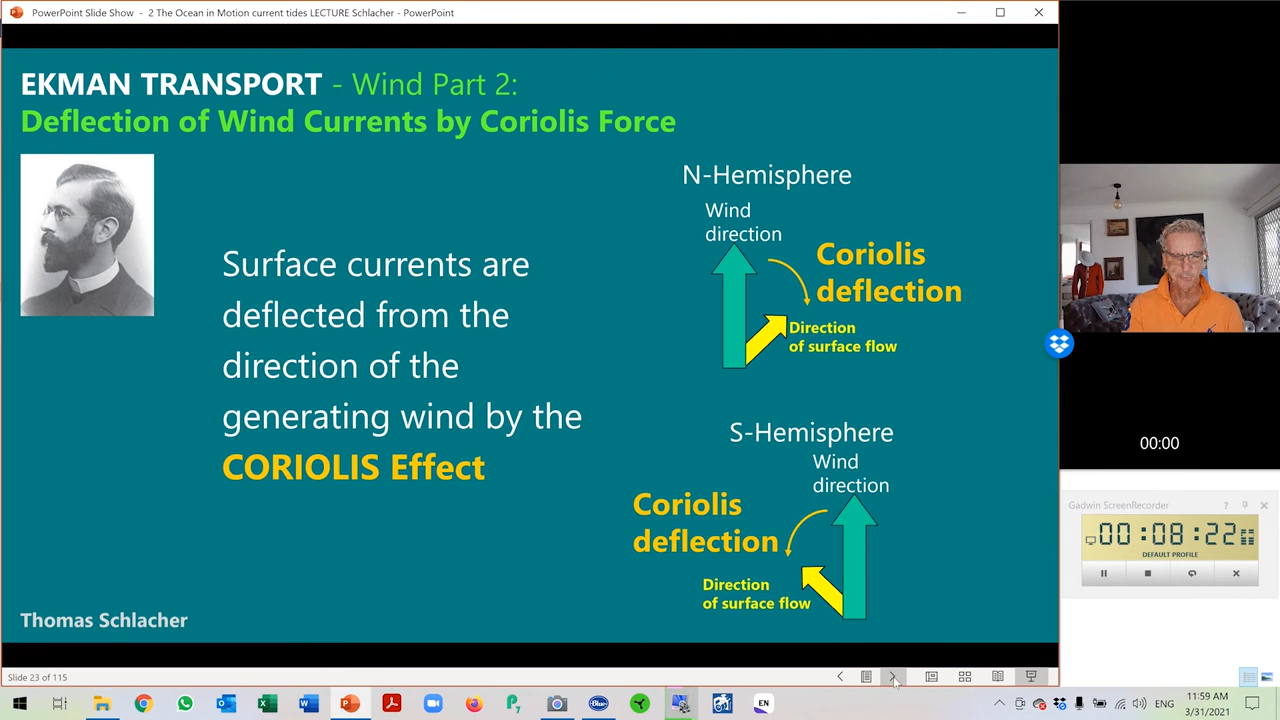 PowerPoint Slide Show - 2 The Ocean in Motion current tides LECTURE Schlacher - PowerPoint
EKMAN TRANSPORT - Wind Part 2:
Deflection of Wind Currents by Coriolis Force
Surface currents are
deflected from the
direction of the
generating wind by the
CORIOLIS Effect
N-Hemisphere
Wind
direction
Coriolis
deflection
Direction
of surface flow
S-Hemisphere
Wind
direction
Coriolis
deflection
Direction
of surface flow
Thomas Schlacher
Slide 23 of 115
00:00
Gadwin ScreenRecorder
00:08:22
DEFAULT PROFILE
EN
ENG
11:59 AM
3/31/2021